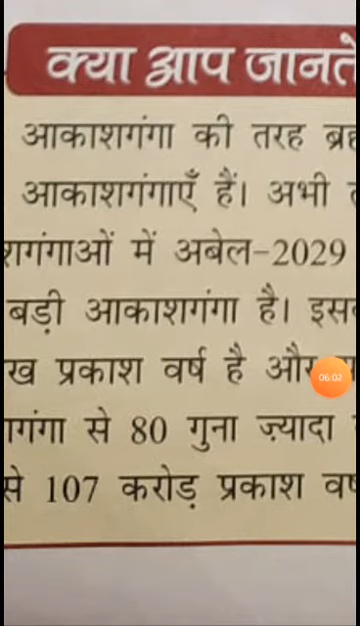 क्या आप जानते
आकाशगंगा की तरह
आकाशगंगाएँ हैं। अभी
शगंगाओं में अबेल-2029
बड़ी आकाशगंगा है।
ख प्रकाश वर्ष है और
06:02
गंगा से 80 गुना ज़्यादा
से 107 करोड़ प्रकाश